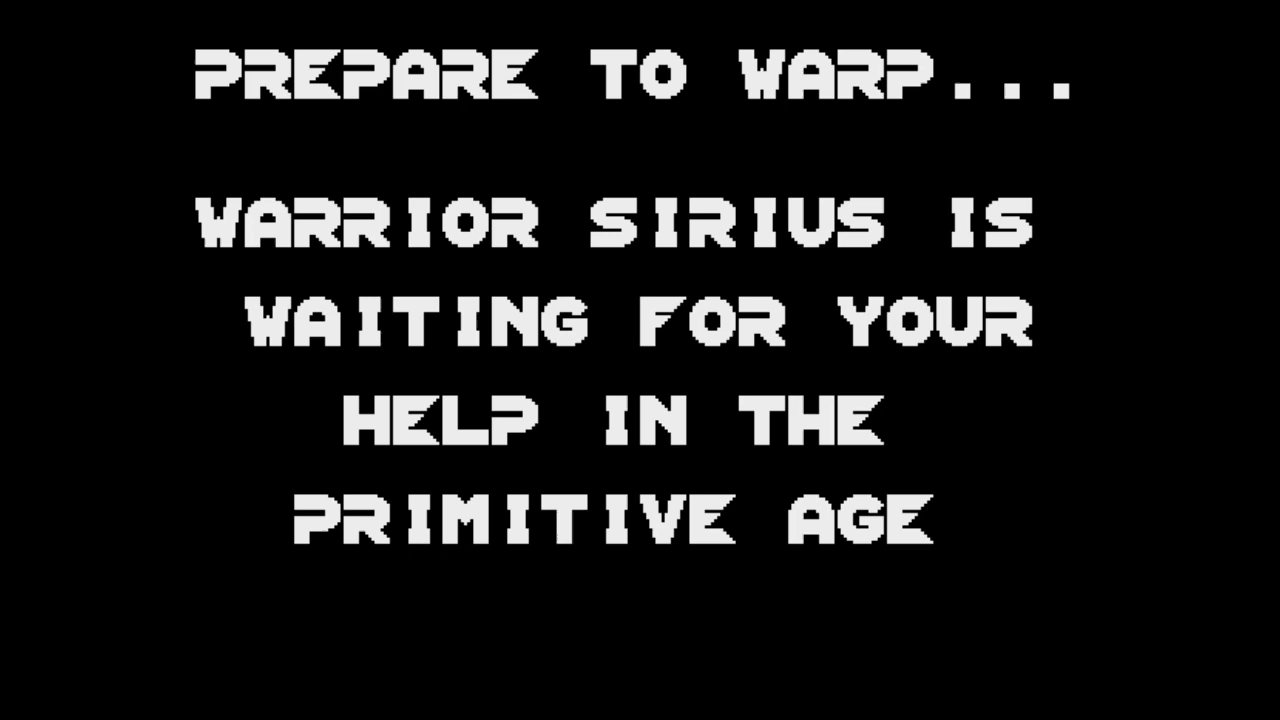 PREPARE TO WARP...
WARRIOR SIRIUS IS
WAITING FOR YOUR
HELP IN THE
PRIMITIVE AGE